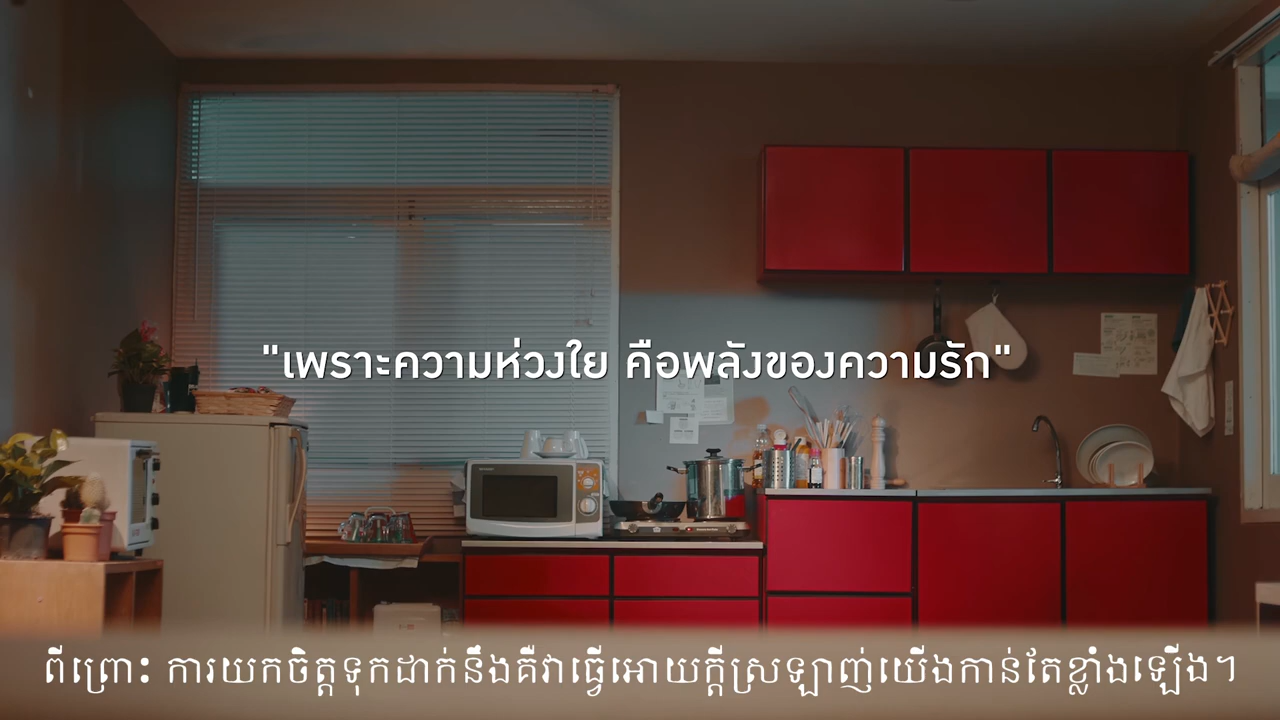 "เพราะความห่วงใย คือพลังของความรัก"
ពីព្រោះ ការយកចិត្តទុកដាក់នឹងគឺវាធ្វើអោយក្ដីស្រឡាញ់យើងកាន់តែខ្លាំងឡើង។